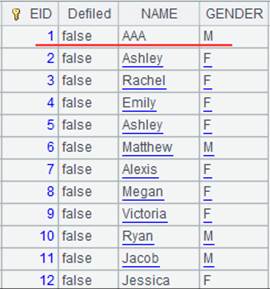 EID Defiled NAME GENDER
1 false AAA M
2 false Ashley F
3 false Rachel F
4 false Emily F
5 false Ashley F
6 false Matthew M
7 false Alexis F
8 false Megan F
9 false Victoria F
10 false Ryan M
11 false Jacob M
12 false Jessica F